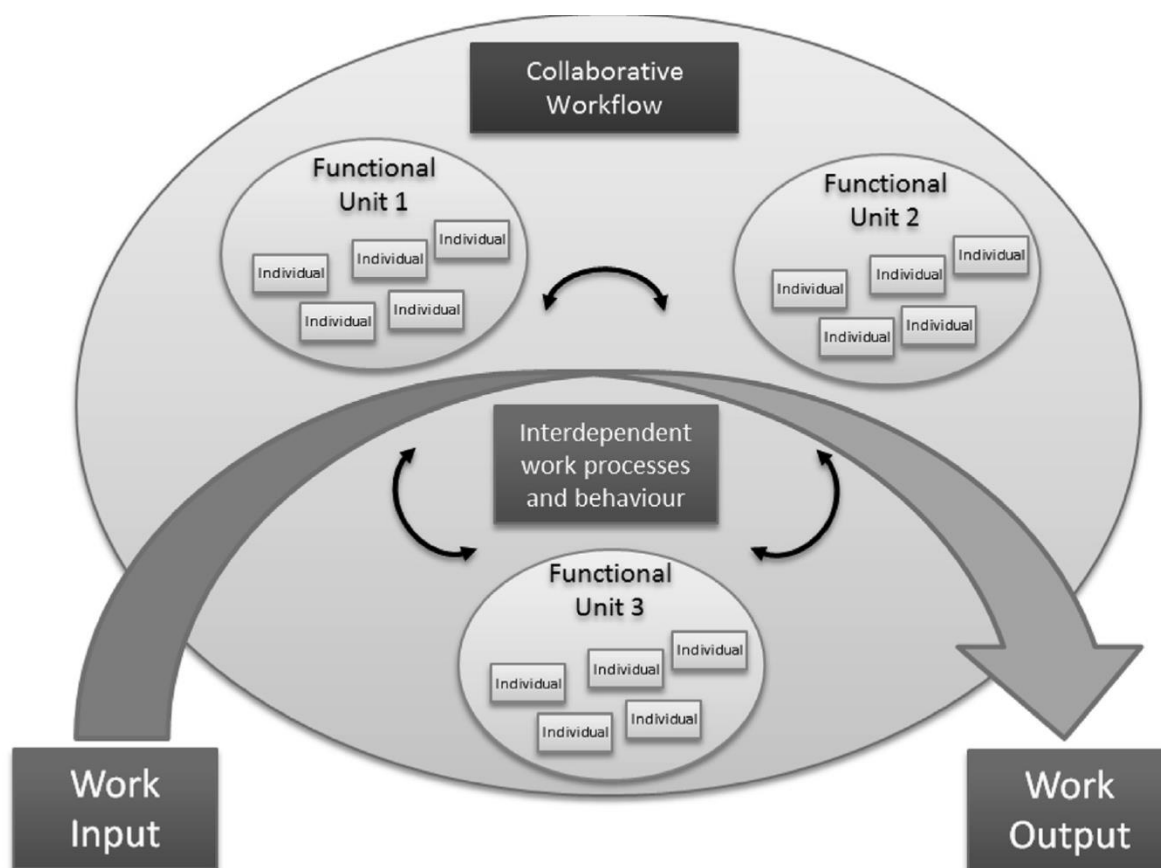 Collaborative
Workflow
Functional
Unit 1
Individual
Individual
Individual
Individual
Individual
Functional
Unit 2
Individual
Individual
Individual
Individual
Individual
Interdependent
work processes
and behaviour
Functional
Unit 3
Individual
Individual
Individual
Individual
Individual
Work
Input
Work
Output